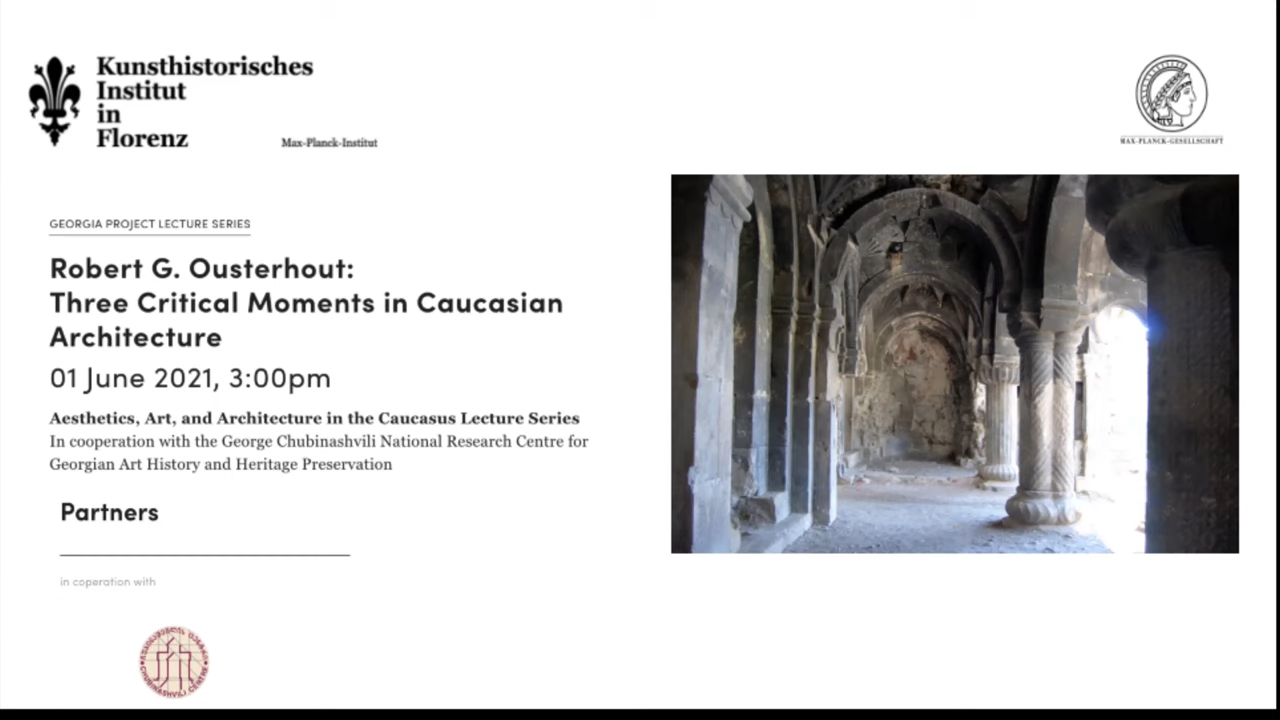 Kunsthistorisches
Institut
in
Florenz
Max-Planck-Institut
MAX-PLANCK-GESELLSCHAFT
GEORGIA PROJECT LECTURE SERIES
Robert G. Ousterhout:
Three Critical Moments in Caucasian
Architecture
01 June 2021, 3:00pm
Aesthetics, Art, and Architecture in the Caucasus Lecture Series
In cooperation with the George Chubinashvili National Research Centre for
Georgian Art History and Heritage Preservation
Partners
in coperation with
CHUBINASHVILI CENTRE